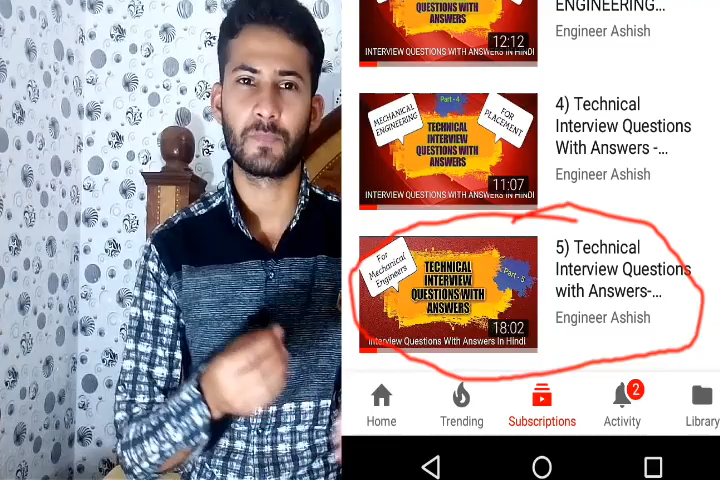 QUESTIONS WITH
ANSWERS
12:12
INTERVIEW QUESTIONS WITH ANSWERS IN HINDI
ENGINEERING...
Engineer Ashish
MECHANICAL
ENGINEERING
Part - 4
FOR
PLACEMENT
TECHNICAL
INTERVIEW
QUESTIONS WITH
ANSWERS
11:07
INTERVIEW QUESTIONS WITH ANSWERS IN HINDI
4) Technical
Interview Questions
With Answers -...
Engineer Ashish
For
Mechanical
Engineers
TECHNICAL
INTERVIEW
QUESTIONS WITH
ANSWERS
Part - 5
18:02
Interview Questions With Answers In Hindi
5) Technical
Interview Questions
with Answers-...
Engineer Ashish
2
Home
Trending
Subscriptions
Activity
Library